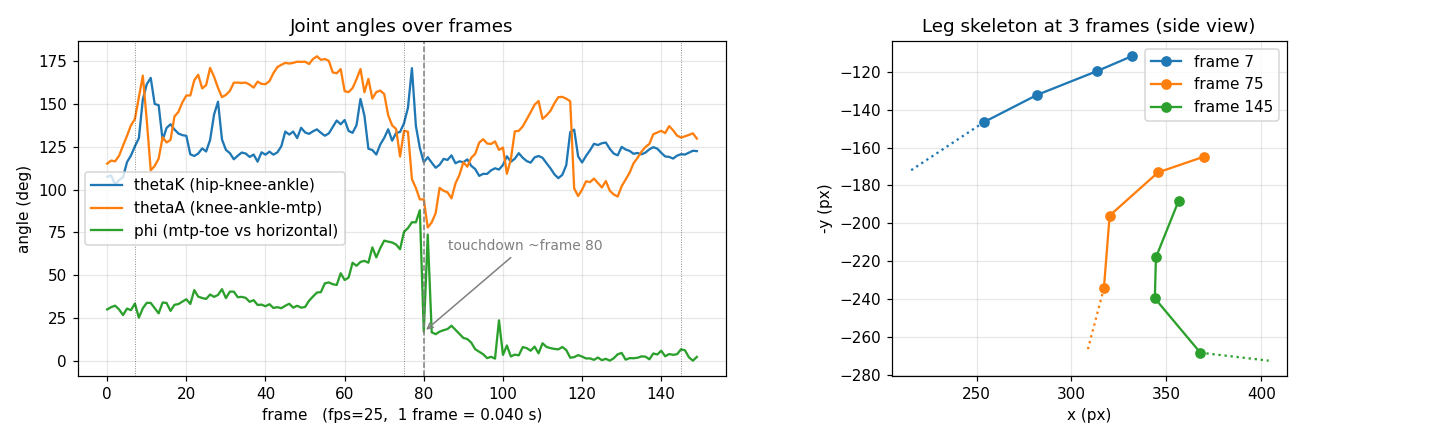 Joint angles over frames
angle (deg)
175
150
125
100
75
50
25
0
thetaK (hip-knee-ankle)
thetaA (knee-ankle-mtp)
phi (mtp-toe vs horizontal)
touchdown ~frame 80
0 20 40 60 80 100 120 140
frame (fps=25, 1 frame = 0.040 s)
Leg skeleton at 3 frames (side view)
-y (px)
−120
−140
−160
−180
−200
−220
−240
−260
−280
frame 7
frame 75
frame 145
250 300 350 400
x (px)